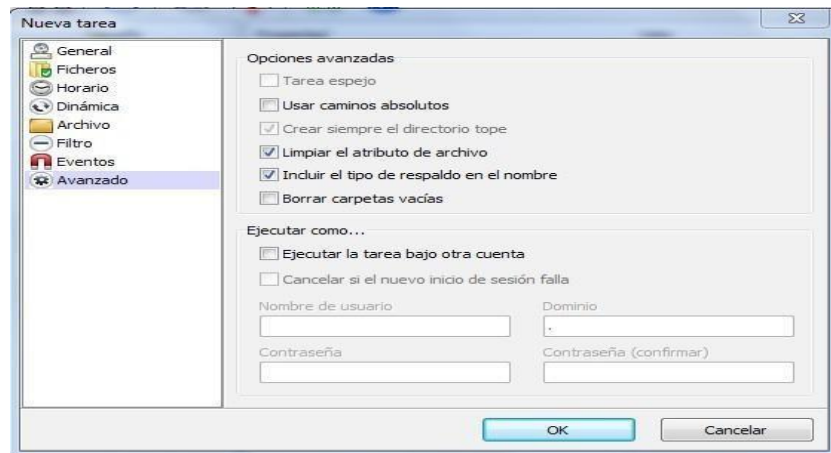 Nueva tarea
General
Ficheros
Horario
Dinámica
Archivo
Filtro
Eventos
Avanzado
Opciones avanzadas
Tarea espejo
Usar caminos absolutos
Crear siempre el directorio tope
Limpiar el atributo de archivo
Incluir el tipo de respaldo en el nombre
Borrar carpetas vacías
Ejecutar como...
Ejecutar la tarea bajo otra cuenta
Cancelar si el nuevo inicio de sesión falla
Nombre de usuario Dominio
.
Contraseña Contraseña (confirmar)
OK Cancelar